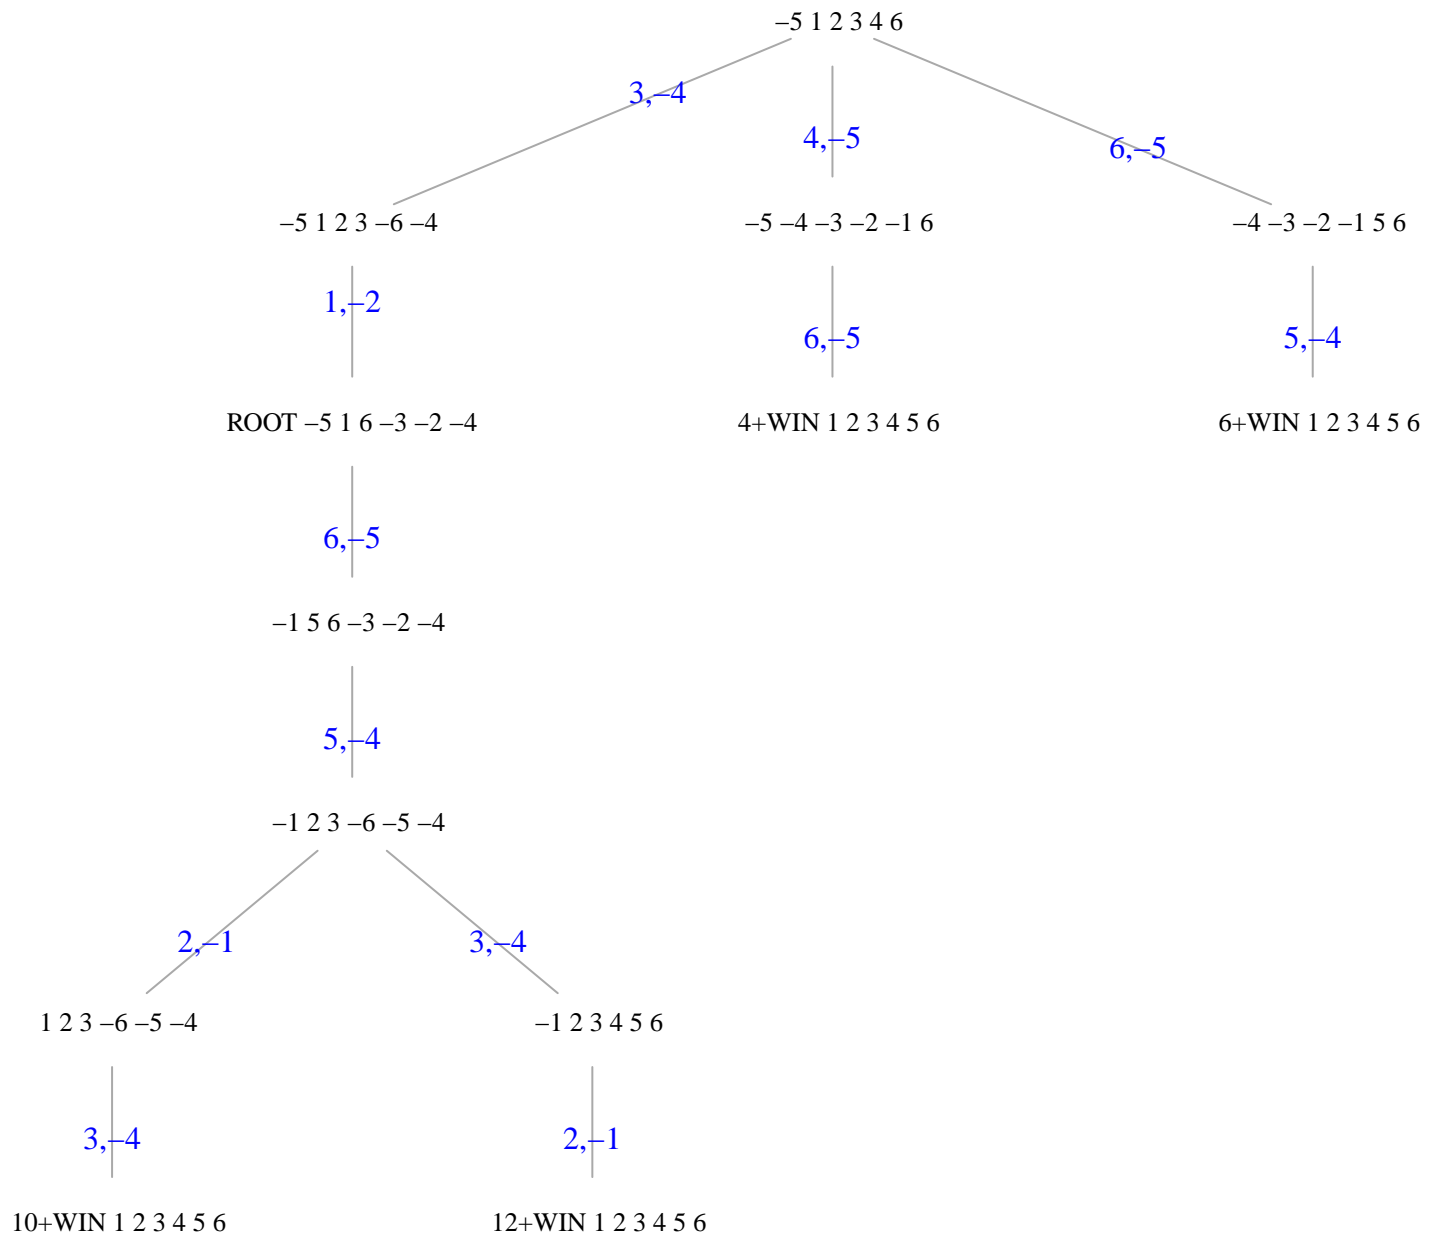 –5 1 2 3 4 6
3,–4
4,–5
6,–5
–5 1 2 3 –6 –4
–5 –4 –3 –2 –1 6
–4 –3 –2 –1 5 6
1,–2
6,–5
5,–4
ROOT –5 1 6 –3 –2 –4
4+WIN 1 2 3 4 5 6
6+WIN 1 2 3 4 5 6
6,–5
–1 5 6 –3 –2 –4
5,–4
–1 2 3 –6 –5 –4
2,–1
3,–4
1 2 3 –6 –5 –4
–1 2 3 4 5 6
3,–4
2,–1
10+WIN 1 2 3 4 5 6
12+WIN 1 2 3 4 5 6